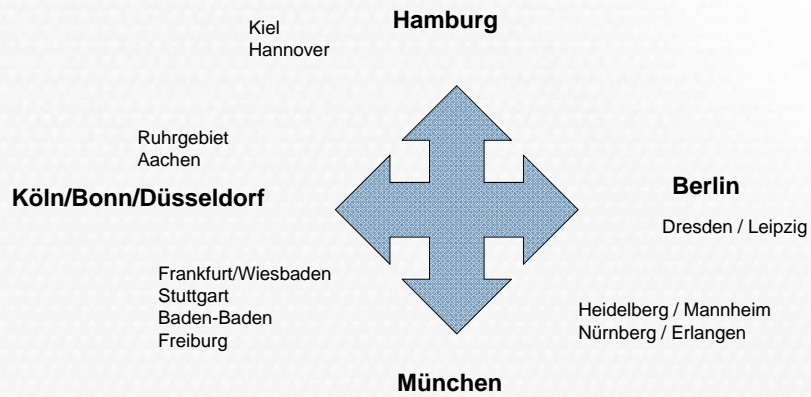 Hamburg
Kiel
Hannover
Ruhrgebiet
Aachen
Köln/Bonn/Düsseldorf
Berlin
Dresden / Leipzig
Frankfurt/Wiesbaden
Stuttgart
Baden-Baden
Freiburg
Heidelberg / Mannheim
Nürnberg / Erlangen
München